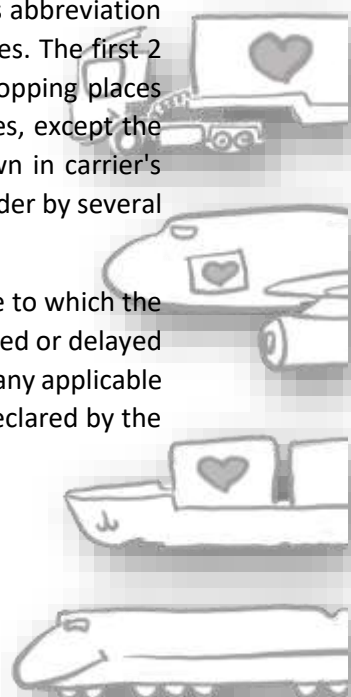 s abbreviation
es. The first 2
opping places
es, except the
wn in carrier's
der by several
e to which the
ed or delayed
any applicable
eclared by the